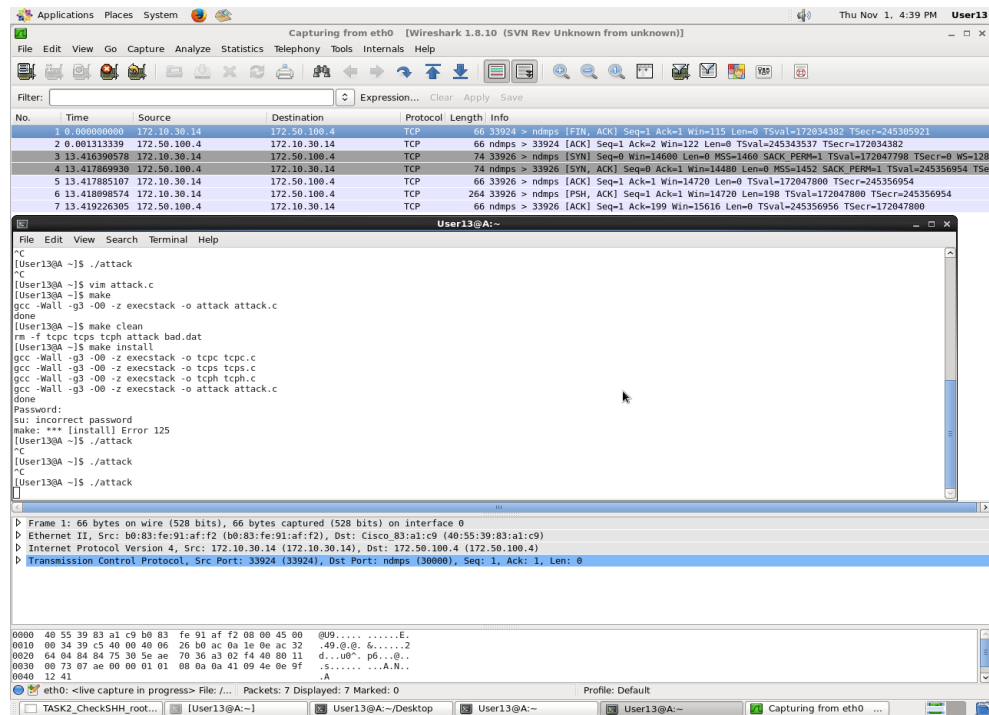 Applications Places System Thu Nov 1, 4:39 PM User13
Capturing from eth0 [Wireshark 1.8.10 (SVN Rev Unknown from unknown)]
File Edit View Go Capture Analyze Statistics Telephony Tools Internals Help
Filter: Expression... Clear Apply Save
No. Time Source Destination Protocol Length Info
1 0.000000000 172.10.30.14 172.50.100.4 TCP 66 33924 > ndmps [FIN, ACK] Seq=1 Ack=1 Win=115 Len=0 TSval=172034382 TSecr=245305921
2 0.001313339 172.50.100.4 172.10.30.14 TCP 66 ndmps > 33924 [ACK] Seq=1 Ack=2 Win=122 Len=0 TSval=245343537 TSecr=172034382
3 13.416390578 172.10.30.14 172.50.100.4 TCP 74 33926 > ndmps [SYN] Seq=0 Win=14600 Len=0 MSS=1460 SACK_PERM=1 TSval=172047798 TSecr=0 WS=128
4 13.417869930 172.50.100.4 172.10.30.14 TCP 74 ndmps > 33926 [SYN, ACK] Seq=0 Ack=1 Win=14480 Len=0 MSS=1452 SACK_PERM=1 TSval=245356954 TSe
5 13.417885107 172.10.30.14 172.50.100.4 TCP 66 33926 > ndmps [ACK] Seq=1 Ack=1 Win=14720 Len=0 TSval=172047800 TSecr=245356954
6 13.418098574 172.10.30.14 172.50.100.4 TCP 264 33926 > ndmps [PSH, ACK] Seq=1 Ack=1 Win=14720 Len=198 TSval=172047800 TSecr=245356954
7 13.419226305 172.50.100.4 172.10.30.14 TCP 66 ndmps > 33926 [ACK] Seq=1 Ack=199 Win=15616 Len=0 TSval=245356956 TSecr=172047800
User13@A:~
File Edit View Search Terminal Help
^C
[User13@A ~]$ ./attack
^C
[User13@A ~]$ vim attack.c
[User13@A ~]$ make
gcc -Wall -g3 -O0 -z execstack -o attack attack.c
done
[User13@A ~]$ make clean
rm -f tcpc tcps tcph attack bad.dat
[User13@A ~]$ make install
gcc -Wall -g3 -O0 -z execstack -o tcpc tcpc.c
gcc -Wall -g3 -O0 -z execstack -o tcps tcps.c
gcc -Wall -g3 -O0 -z execstack -o tcph tcph.c
gcc -Wall -g3 -O0 -z execstack -o attack attack.c
done
Password:
su: incorrect password
make: *** [install] Error 125
[User13@A ~]$ ./attack
^C
[User13@A ~]$ ./attack
^C
[User13@A ~]$ ./attack
Frame 1: 66 bytes on wire (528 bits), 66 bytes captured (528 bits) on interface 0
Ethernet II, Src: b0:83:fe:91:af:f2 (b0:83:fe:91:af:f2), Dst: Cisco_83:a1:c9 (40:55:39:83:a1:c9)
Internet Protocol Version 4, Src: 172.10.30.14 (172.10.30.14), Dst: 172.50.100.4 (172.50.100.4)
Transmission Control Protocol, Src Port: 33924 (33924), Dst Port: ndmps (30000), Seq: 1, Ack: 1, Len: 0
0000 40 55 39 83 a1 c9 b0 83 fe 91 af f2 08 00 45 00 @U9..... ......E.
0010 00 34 39 c5 40 00 40 06 26 b0 ac 0a 1e 0e ac 32 .49.@.@. &......2
0020 64 04 84 84 75 30 5e ae 70 36 a3 02 f4 40 80 11 d...u0^. p6...@..
0030 00 73 07 ae 00 00 01 01 08 0a 0a 41 09 4e 0e 9f .s...... ...A.N..
0040 12 41 .A
eth0: <live capture in progress> File: /... Packets: 7 Displayed: 7 Marked: 0 Profile: Default
TASK2_CheckSHH_root... [User13@A:~] User13@A:~/Desktop User13@A:~ User13@A:~ Capturing from eth0 ...